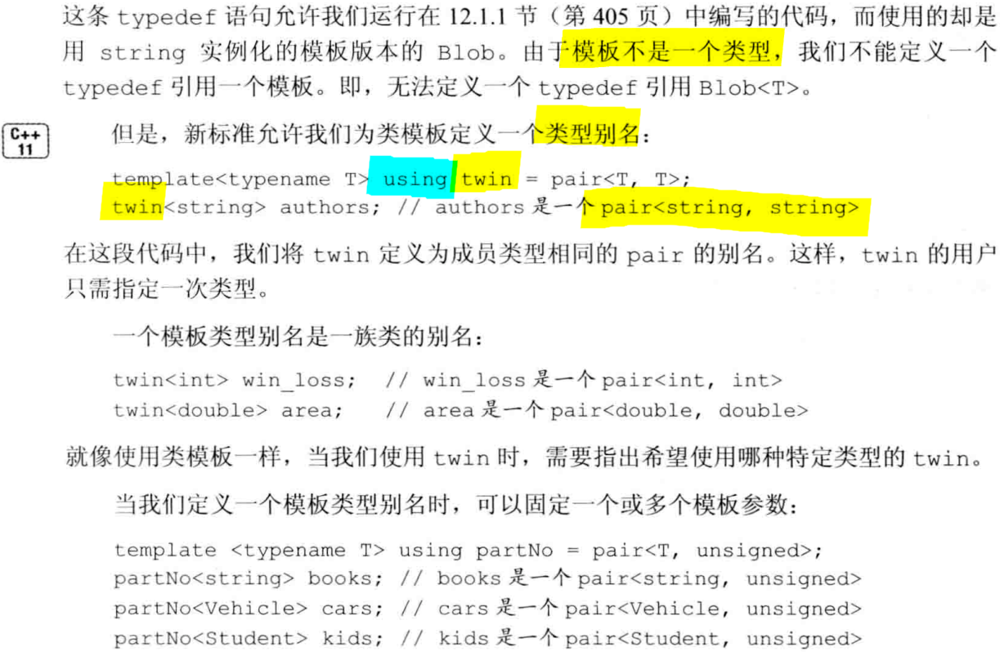 这条 typedef 语句允许我们运行在 12.1.1 节（第 405 页）中编写的代码，而使用的却是
用 string 实例化的模板版本的 Blob。由于模板不是一个类型，我们不能定义一个
typedef 引用一个模板。即，无法定义一个 typedef 引用 Blob<T>。
C++
11
但是，新标准允许我们为类模板定义一个类型别名：
template<typename T> using twin = pair<T, T>;
twin<string> authors; // authors 是一个 pair<string, string>
在这段代码中，我们将 twin 定义为成员类型相同的 pair 的别名。这样，twin 的用户
只需指定一次类型。
一个模板类型别名是一族类的别名：
twin<int> win_loss; // win_loss 是一个 pair<int, int>
twin<double> area; // area 是一个 pair<double, double>
就像使用类模板一样，当我们使用 twin 时，需要指出希望使用哪种特定类型的 twin。
当我们定义一个模板类型别名时，可以固定一个或多个模板参数：
template <typename T> using partNo = pair<T, unsigned>;
partNo<string> books; // books 是一个 pair<string, unsigned>
partNo<Vehicle> cars; // cars 是一个 pair<Vehicle, unsigned>
partNo<Student> kids; // kids 是一个 pair<Student, unsigned>